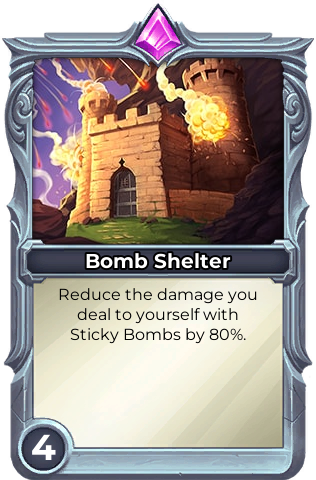 Bomb Shelter
Reduce the damage you
deal to yourself with
Sticky Bombs by 80%.
4